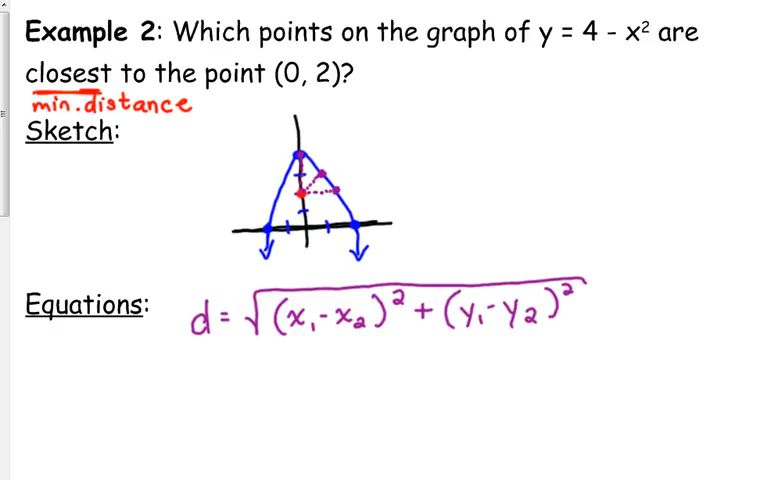 Example 2: Which points on the graph of y = 4 - x² are
closest to the point (0, 2)?
min. distance
Sketch:
Equations: d = √(x₁ - x₂)² + (y₁ - y₂)²